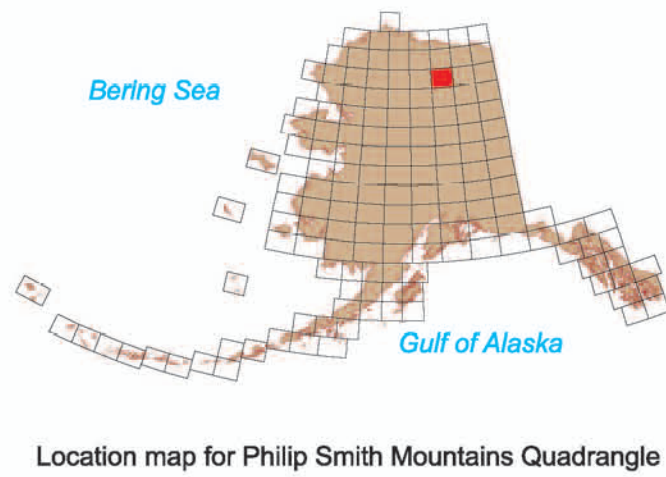 Bering Sea
Gulf of Alaska
Location map for Philip Smith Mountains Quadrangle